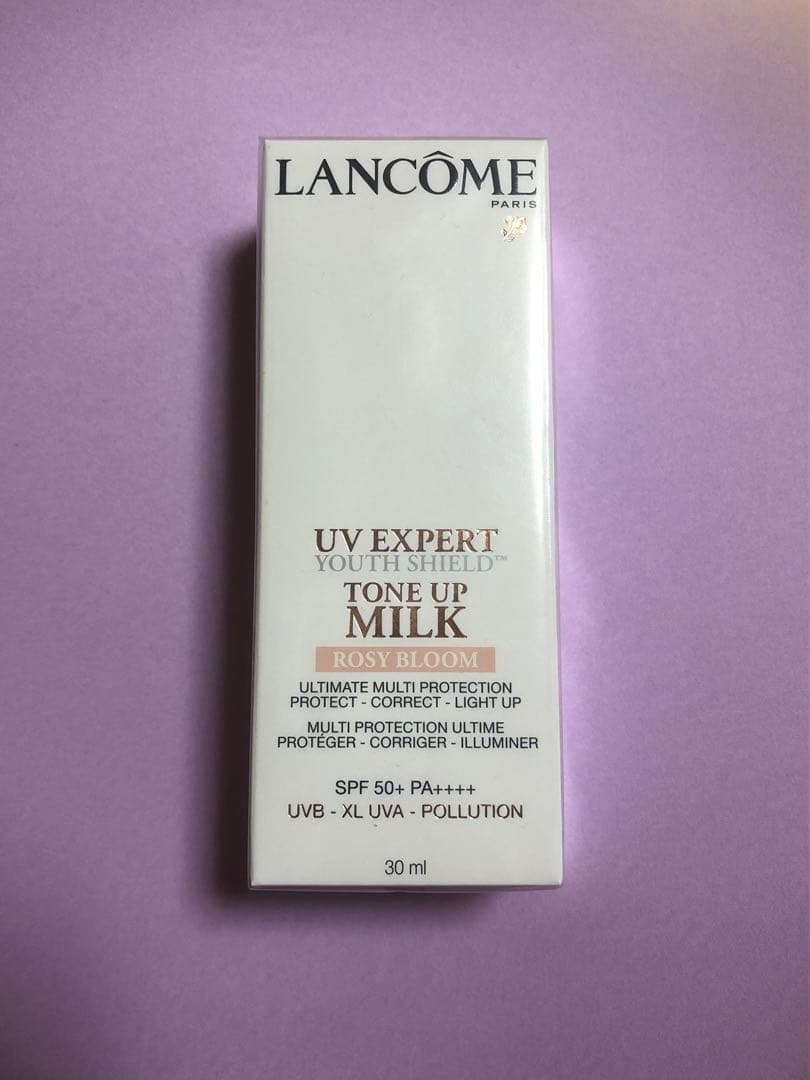 LANCÔME
PARIS
UV EXPERT
YOUTH SHIELD™
TONE UP
MILK
ROSY BLOOM
ULTIMATE MULTI PROTECTION
PROTECT - CORRECT - LIGHT UP
MULTI PROTECTION ULTIME
PROTÉGER - CORRIGER - ILLUMINER
SPF 50+ PA++++
UVB - XL UVA - POLLUTION
30 ml